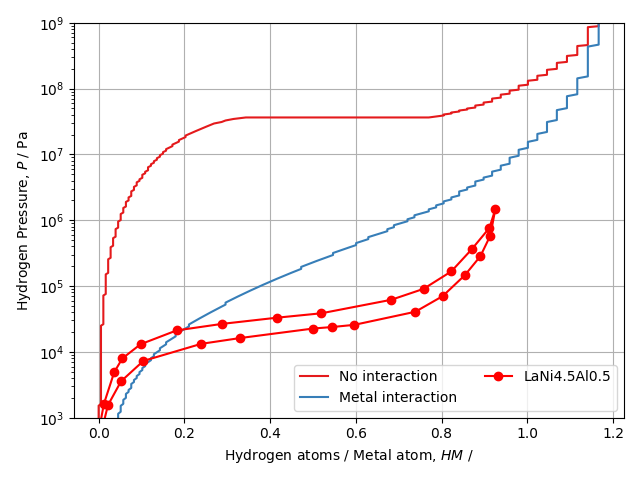 10⁹
10⁸
10⁷
10⁶
10⁵
10⁴
10³
Hydrogen Pressure, P / Pa
No interaction
Metal interaction
LaNi4.5Al0.5
0.0 0.2 0.4 0.6 0.8 1.0 1.2
Hydrogen atoms / Metal atom, HM /